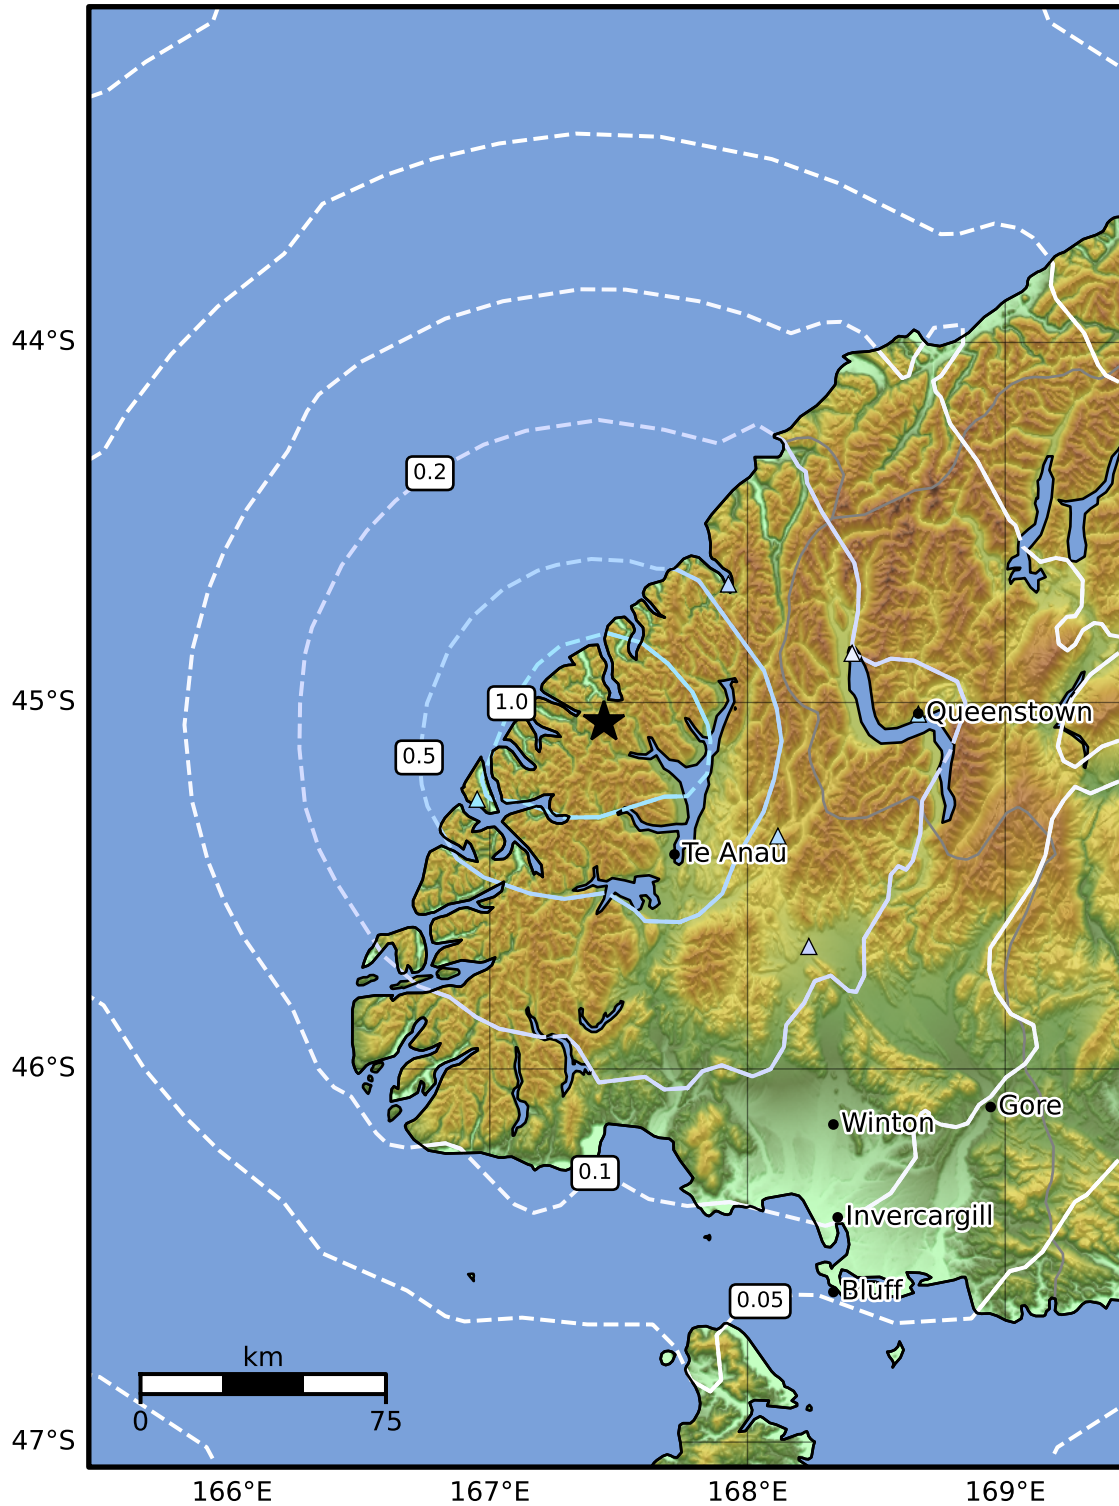 44°S
0.2
45°S
1.0
Queenstown
0.5
Te Anau
46°S
Gore
Winton
0.1
Invercargill
Bluff
0.05
km
0 75
47°S
166°E 167°E 168°E 169°E